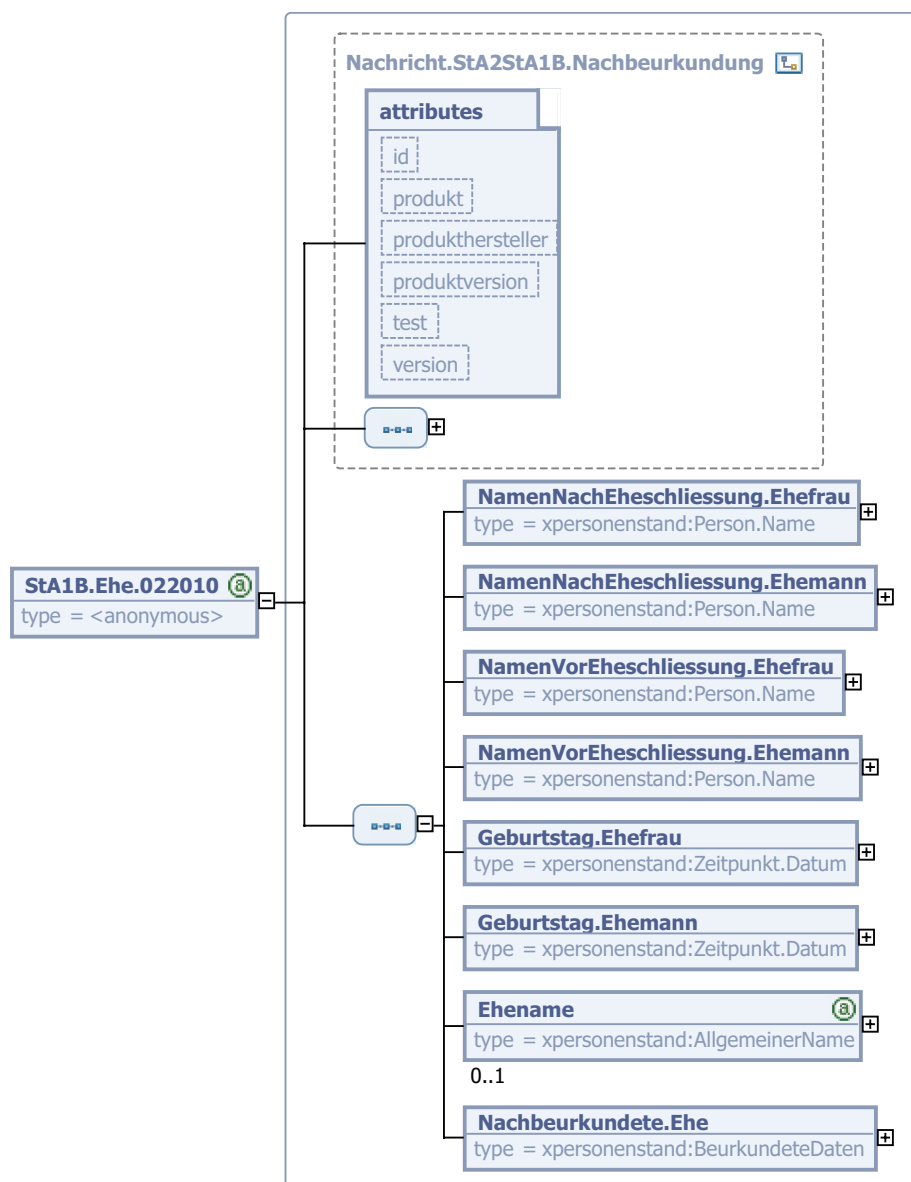 Nachricht.StA2StA1B.Nachbeurkundung
attributes
id
produkt
produkthersteller
produktversion
test
version
NamenNachEheschliessung.Ehefrau
type = xpersonenstand:Person.Name
NamenNachEheschliessung.Ehemann
type = xpersonenstand:Person.Name
StA1B.Ehe.022010 @
type = <anonymous>
NamenVorEheschliessung.Ehefrau
type = xpersonenstand:Person.Name
NamenVorEheschliessung.Ehemann
type = xpersonenstand:Person.Name
Geburtstag.Ehefrau
type = xpersonenstand:Zeitpunkt.Datum
Geburtstag.Ehemann
type = xpersonenstand:Zeitpunkt.Datum
Ehename @
type = xpersonenstand:AllgemeinerName
0..1
Nachbeurkundete.Ehe
type = xpersonenstand:BeurkundeteDaten